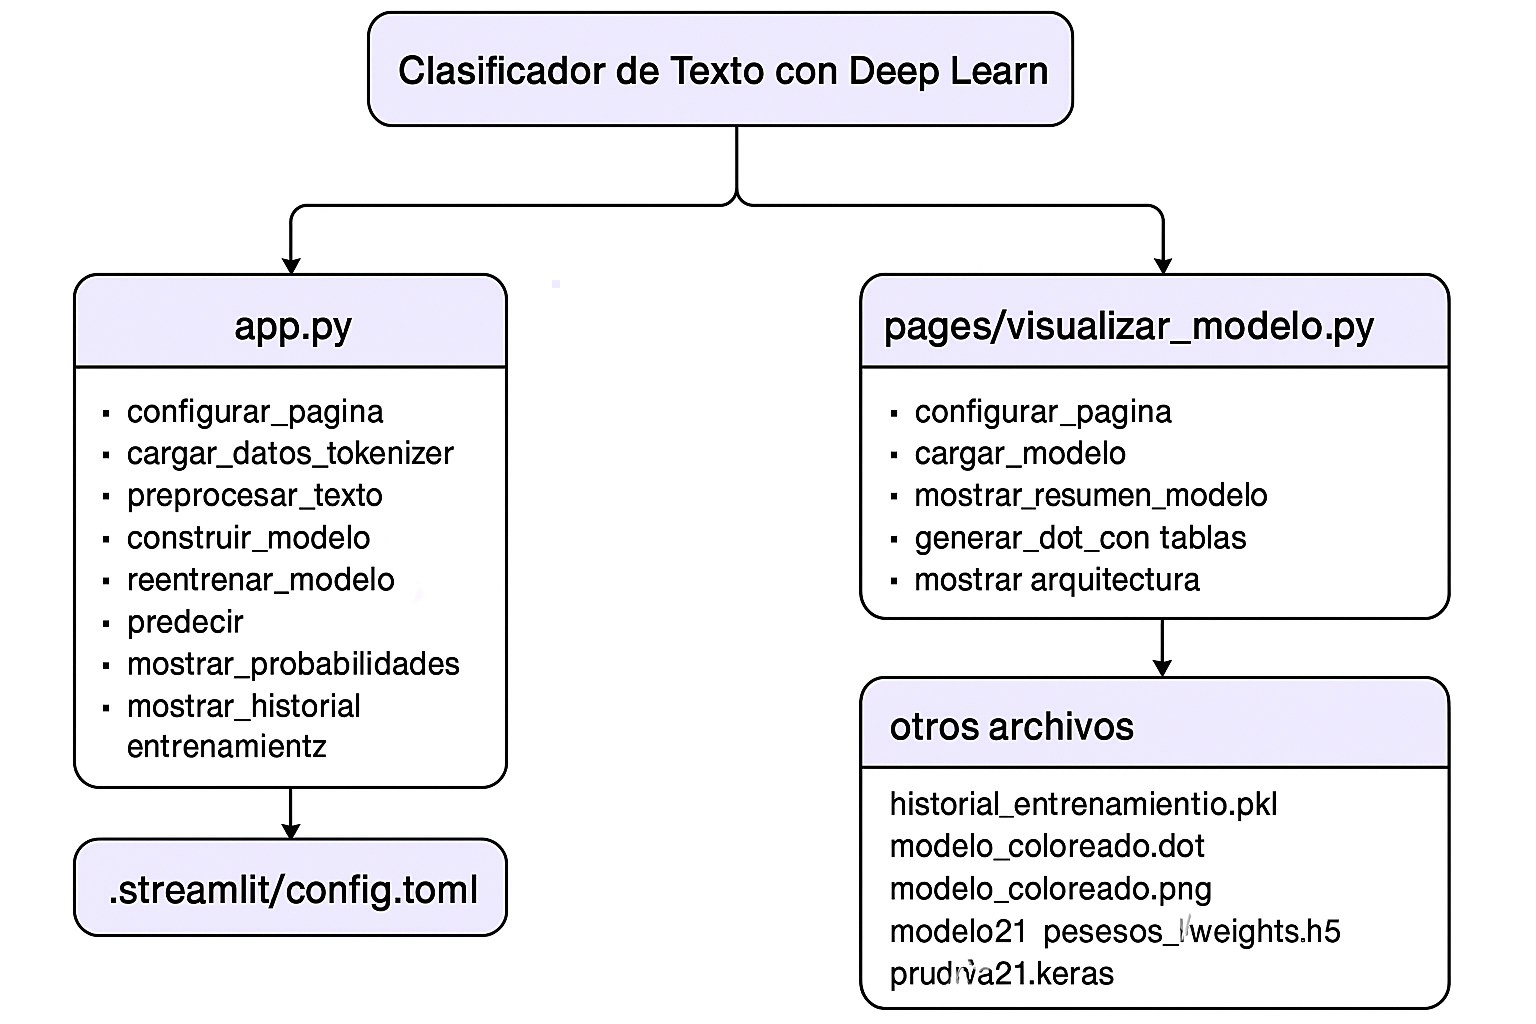 Clasificador de Texto con Deep Learn
app.py
▪ configurar_pagina
▪ cargar_datos_tokenizer
▪ preprocesar_texto
▪ construir_modelo
▪ reentrenar_modelo
▪ predecir
▪ mostrar_probabilidades
▪ mostrar_historial
entrenamientz
.streamlit/config.toml
pages/visualizar_modelo.py
▪ configurar_pagina
▪ cargar_modelo
▪ mostrar_resumen_modelo
▪ generar_dot_con tablas
▪ mostrar arquitectura
otros archivos
historial_entrenamientio.pkl
modelo_coloreado.dot
modelo_coloreado.png
modelo21 pesesos_/weights.h5